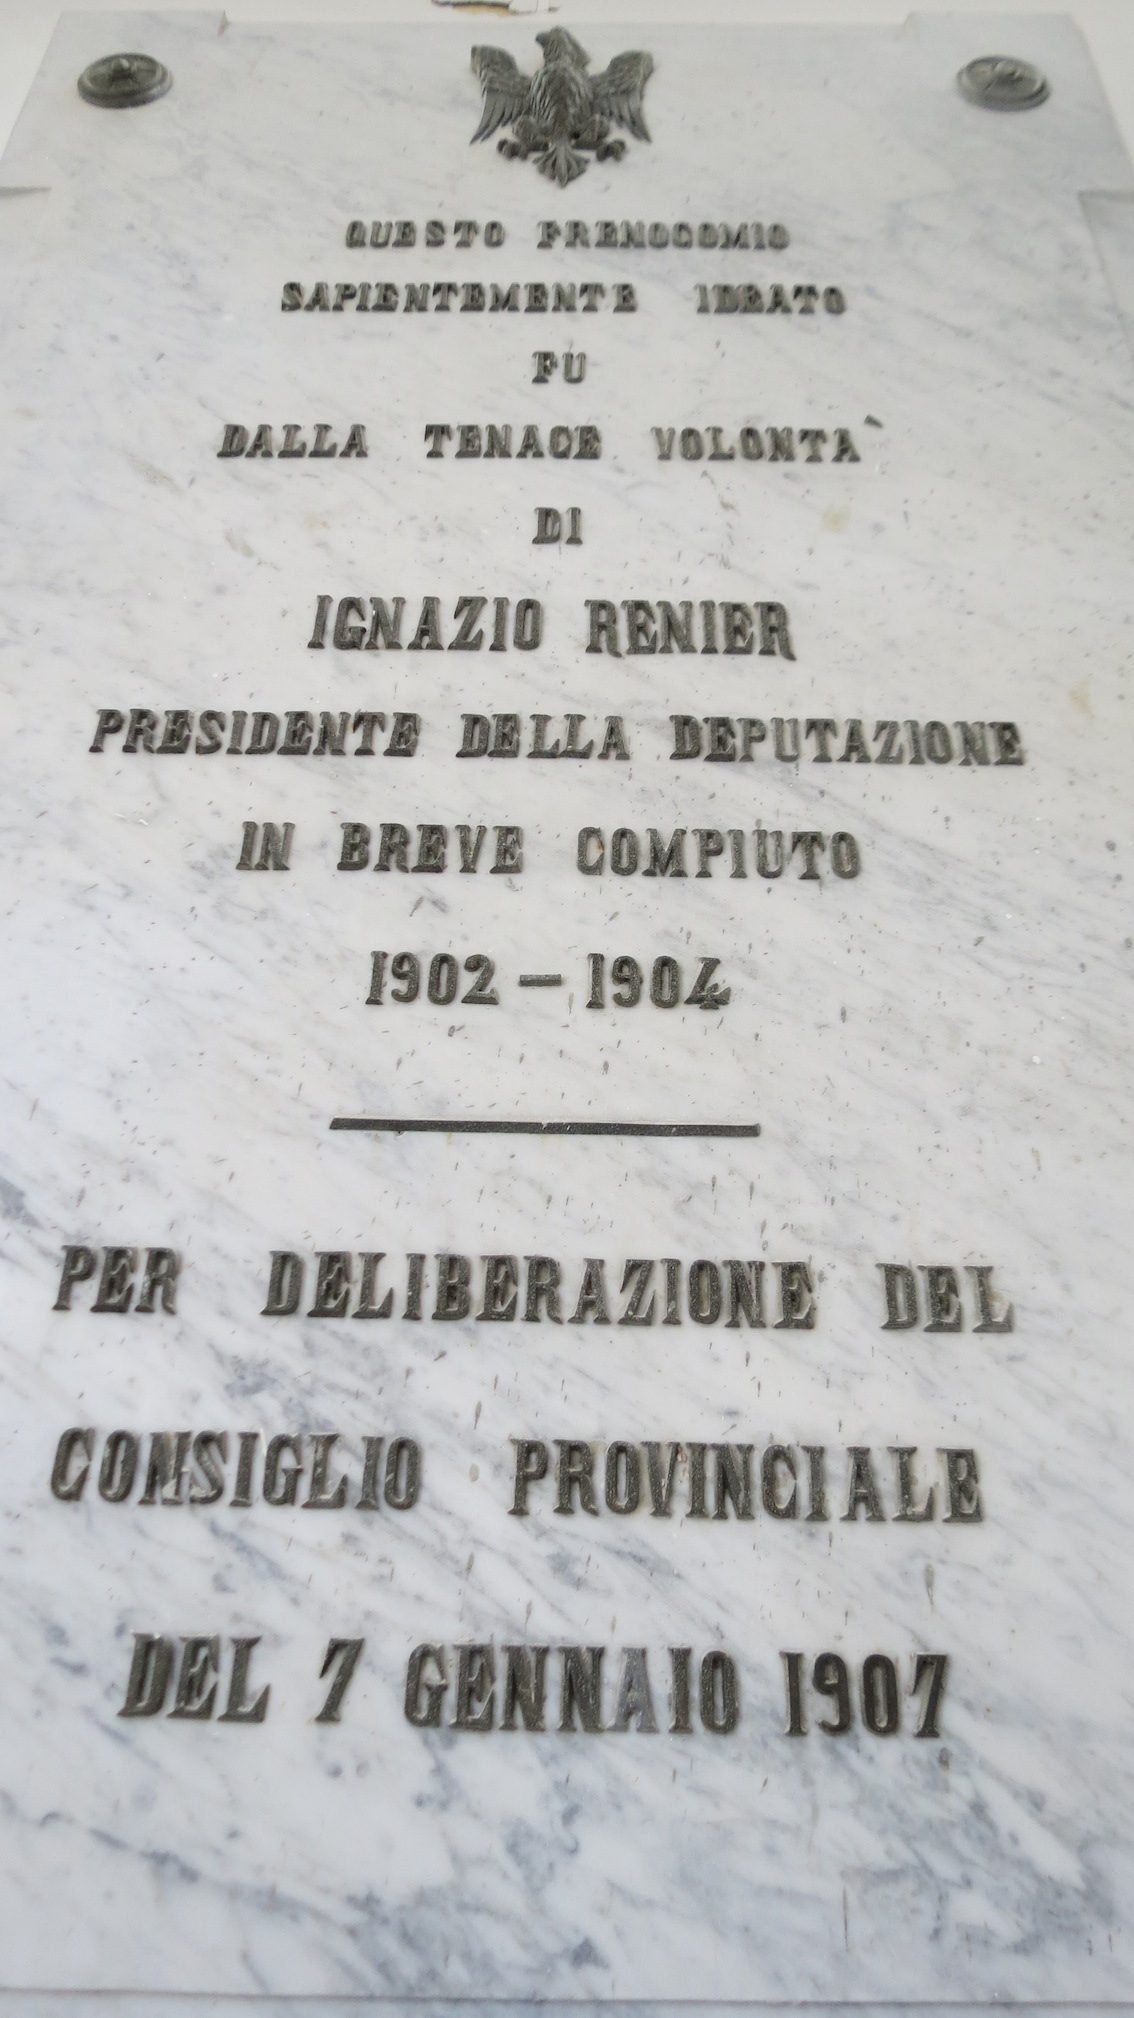 QUESTO FRENOCOMIO
SAPIENTEMENTE IDEATO
FU
DALLA TENACE VOLONTA`
DI
IGNAZIO RENIER
PRESIDENTE DELLA DEPUTAZIONE
IN BREVE COMPIUTO
1902 – 1904
PER DELIBERAZIONE DEL
CONSIGLIO PROVINCIALE
DEL 7 GENNAIO 1907